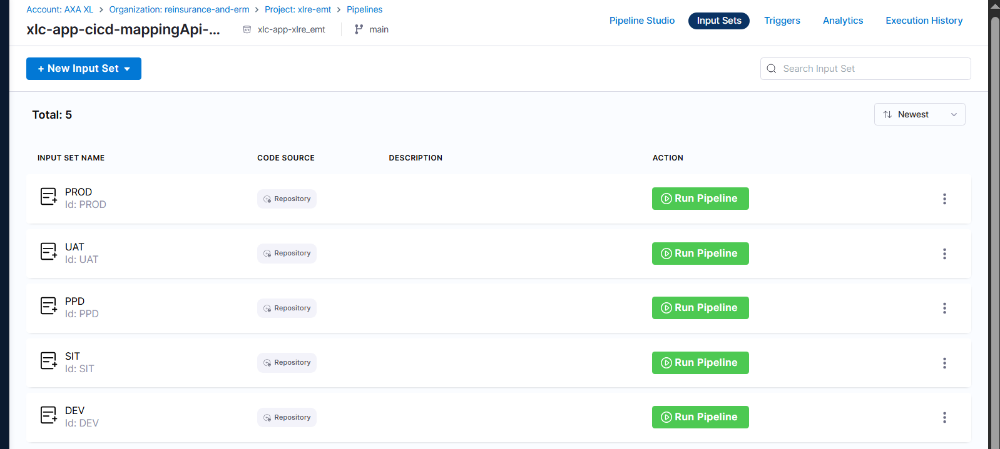 Account: AXA XL > Organization: reinsurance-and-erm > Project: xlre-emt > Pipelines
xlc-app-cicd-mappingApi-... xlc-app-xlre_emt main
Pipeline Studio Input Sets Triggers Analytics Execution History
+ New Input Set
Search Input Set
Total: 5
Newest
INPUT SET NAME CODE SOURCE DESCRIPTION ACTION
PROD
Id: PROD
Repository
Run Pipeline
UAT
Id: UAT
Repository
Run Pipeline
PPD
Id: PPD
Repository
Run Pipeline
SIT
Id: SIT
Repository
Run Pipeline
DEV
Id: DEV
Repository
Run Pipeline